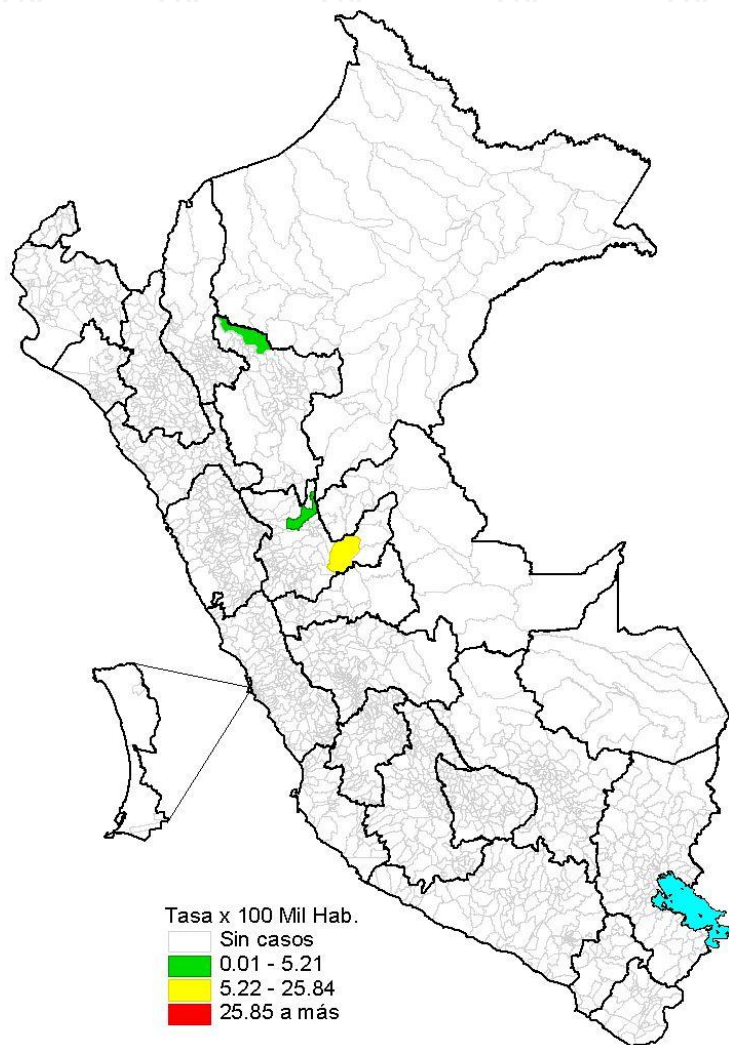 Tasa x 100 Mil Hab.
Sin casos
0.01 - 5.21
5.22 - 25.84
25.85 a más